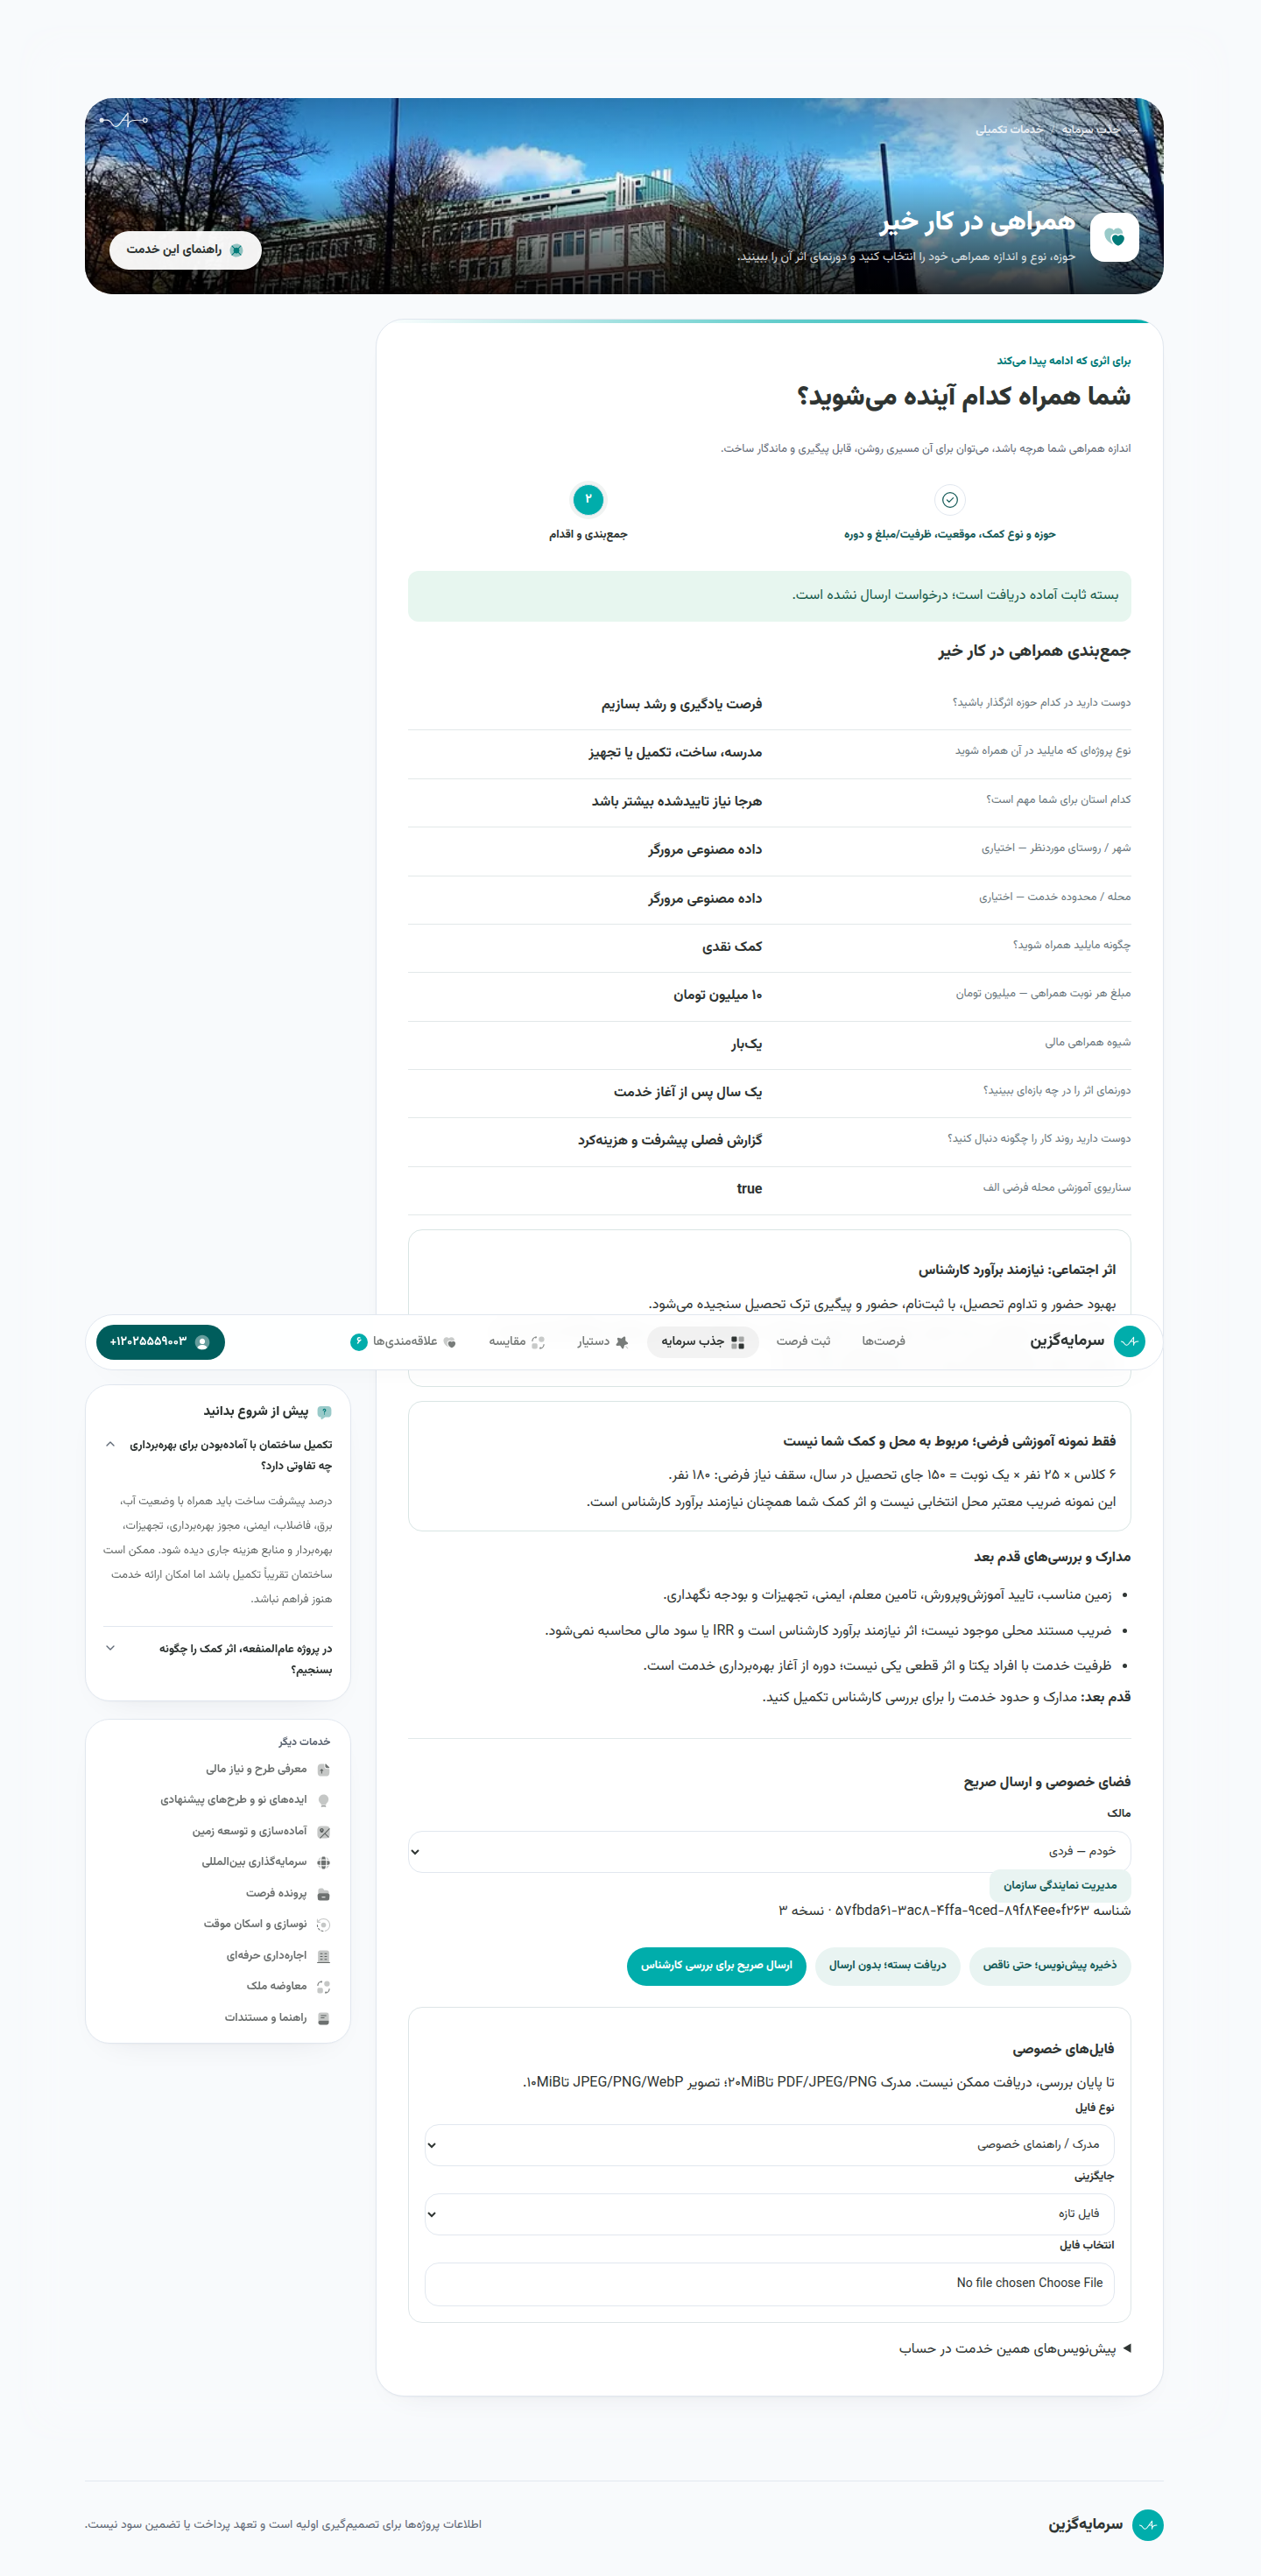 جذب سرمایه / خدمات تکمیلی
همراهی در کار خیر
حوزه، نوع و اندازه همراهی خود را انتخاب کنید و دورنمای اثر آن را ببینید.
راهنمای این خدمت
برای اثری که ادامه پیدا می‌کند
شما همراه کدام آینده می‌شوید؟
اندازه همراهی شما هرچه باشد، می‌توان برای آن مسیری روشن، قابل پیگیری و ماندگار ساخت.
حوزه و نوع کمک، موقعیت، ظرفیت/مبلغ و دوره
۲
جمع‌بندی و اقدام
بسته ثابت آماده دریافت است؛ درخواست ارسال نشده است.
جمع‌بندی همراهی در کار خیر
دوست دارید در کدام حوزه اثرگذار باشید؟ فرصت یادگیری و رشد بسازیم
نوع پروژه‌ای که مایلید در آن همراه شوید مدرسه، ساخت، تکمیل یا تجهیز
کدام استان برای شما مهم است؟ هرجا نیاز تاییدشده بیشتر باشد
شهر / روستای موردنظر — اختیاری داده مصنوعی مرورگر
محله / محدوده خدمت — اختیاری داده مصنوعی مرورگر
چگونه مایلید همراه شوید؟ کمک نقدی
مبلغ هر نوبت همراهی — میلیون تومان ۱۰ میلیون تومان
شیوه همراهی مالی یک‌بار
دورنمای اثر را در چه بازه‌ای ببینید؟ یک سال پس از آغاز خدمت
دوست دارید روند کار را چگونه دنبال کنید؟ گزارش فصلی پیشرفت و هزینه‌کرد
سناریوی آموزشی محله فرضی الف true
اثر اجتماعی: نیازمند برآورد کارشناس
بهبود حضور و تداوم تحصیل، با ثبت‌نام، حضور و پیگیری ترک تحصیل سنجیده می‌شود.
سرمایه‌گزین
فرصت‌ها
ثبت فرصت
جذب سرمایه
دستیار
مقایسه
علاقه‌مندی‌ها ۶
+۱۲۰۲۵۵۵۹۰۰۳
فقط نمونه آموزشی فرضی؛ مربوط به محل و کمک شما نیست
۶ کلاس × ۲۵ نفر × یک نوبت = ۱۵۰ جای تحصیل در سال، سقف نیاز فرضی: ۱۸۰ نفر.
این نمونه ضریب معتبر محل انتخابی نیست و اثر کمک شما همچنان نیازمند برآورد کارشناس است.
مدارک و بررسی‌های قدم بعد
• زمین مناسب، تایید آموزش‌وپرورش، تامین معلم، ایمنی، تجهیزات و بودجه نگهداری.
• ضریب مستند محلی موجود نیست؛ اثر نیازمند برآورد کارشناس است و IRR یا سود مالی محاسبه نمی‌شود.
• ظرفیت خدمت با افراد یکتا و اثر قطعی یکی نیست؛ دوره از آغاز بهره‌برداری خدمت است.
قدم بعد: مدارک و حدود خدمت را برای بررسی کارشناس تکمیل کنید.
فضای خصوصی و ارسال صریح
مالک
خودم — فردی
مدیریت نمایندگی سازمان
شناسه ۵۷fbda۶۱-۳ac۸-۴ffa-۹ced-۸۹f۸۴ee۰f۲۶۳ · نسخه ۳
ذخیره پیش‌نویس؛ حتی ناقص
دریافت بسته؛ بدون ارسال
ارسال صریح برای بررسی کارشناس
فایل‌های خصوصی
تا پایان بررسی، دریافت ممکن نیست. مدرک PDF/JPEG/PNG تا۲۰MiB؛ تصویر JPEG/PNG/WebP تا۱۰MiB.
نوع فایل
مدرک / راهنمای خصوصی
جایگزینی
فایل تازه
انتخاب فایل
Choose File No file chosen
پیش‌نویس‌های همین خدمت در حساب
پیش از شروع بدانید
تکمیل ساختمان با آماده‌بودن برای بهره‌برداری
چه تفاوتی دارد؟
درصد پیشرفت ساخت باید همراه با وضعیت آب،
برق، فاضلاب، ایمنی، مجوز بهره‌برداری، تجهیزات،
بهره‌بردار و منابع هزینه جاری دیده شود. ممکن است
ساختمان تقریباً تکمیل باشد اما امکان ارائه خدمت
هنوز فراهم نباشد.
در پروژه عام‌المنفعه، اثر کمک را چگونه
بسنجیم؟
خدمات دیگر
معرفی طرح و نیاز مالی
ایده‌های نو و طرح‌های پیشنهادی
آماده‌سازی و توسعه زمین
سرمایه‌گذاری بین‌المللی
پرونده فرصت
نوسازی و اسکان موقت
اجاره‌داری حرفه‌ای
معاوضه ملک
راهنما و مستندات
سرمایه‌گزین
اطلاعات پروژه‌ها برای تصمیم‌گیری اولیه است و تعهد پرداخت یا تضمین سود نیست.